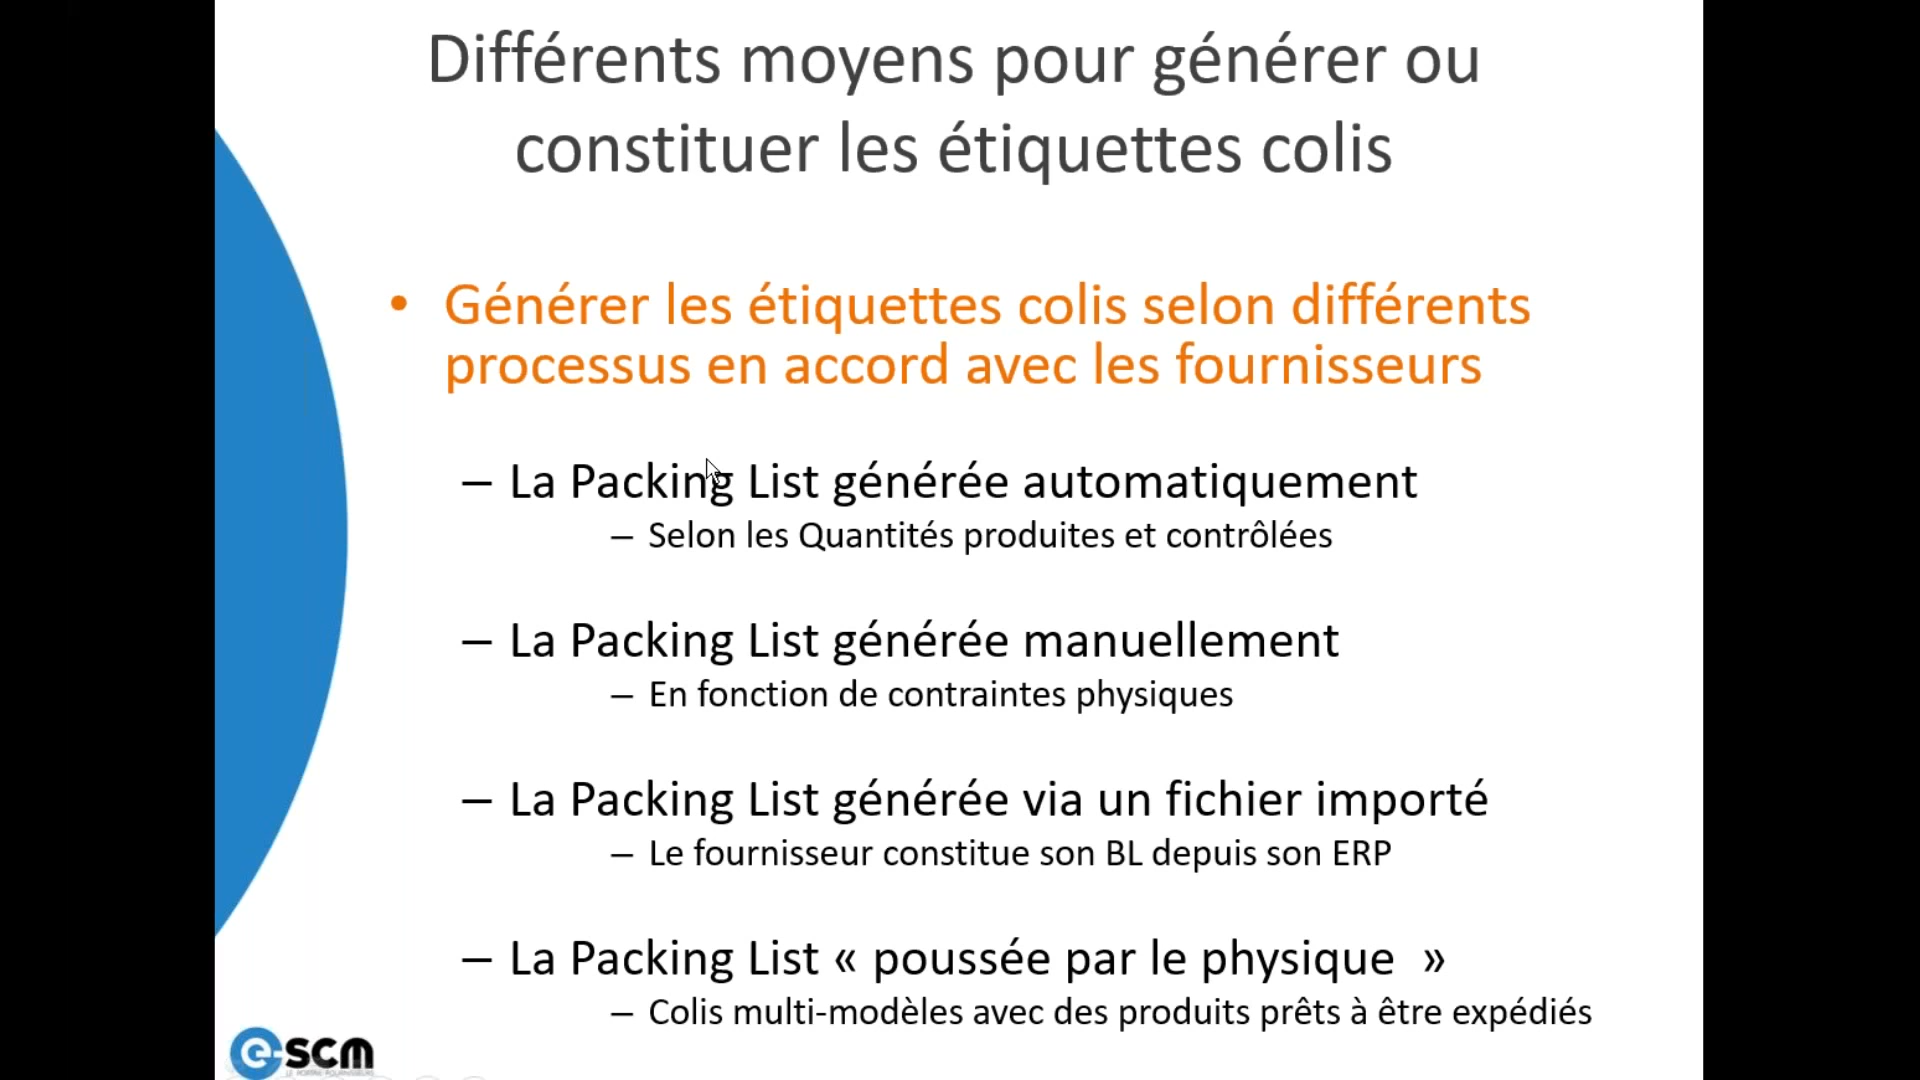 Différents moyens pour générer ou
constituer les étiquettes colis
• Générer les étiquettes colis selon différents
processus en accord avec les fournisseurs
– La Packing List générée automatiquement
– Selon les Quantités produites et contrôlées
– La Packing List générée manuellement
– En fonction de contraintes physiques
– La Packing List générée via un fichier importé
– Le fournisseur constitue son BL depuis son ERP
– La Packing List « poussée par le physique  »
– Colis multi-modèles avec des produits prêts à être expédiés
e-scm